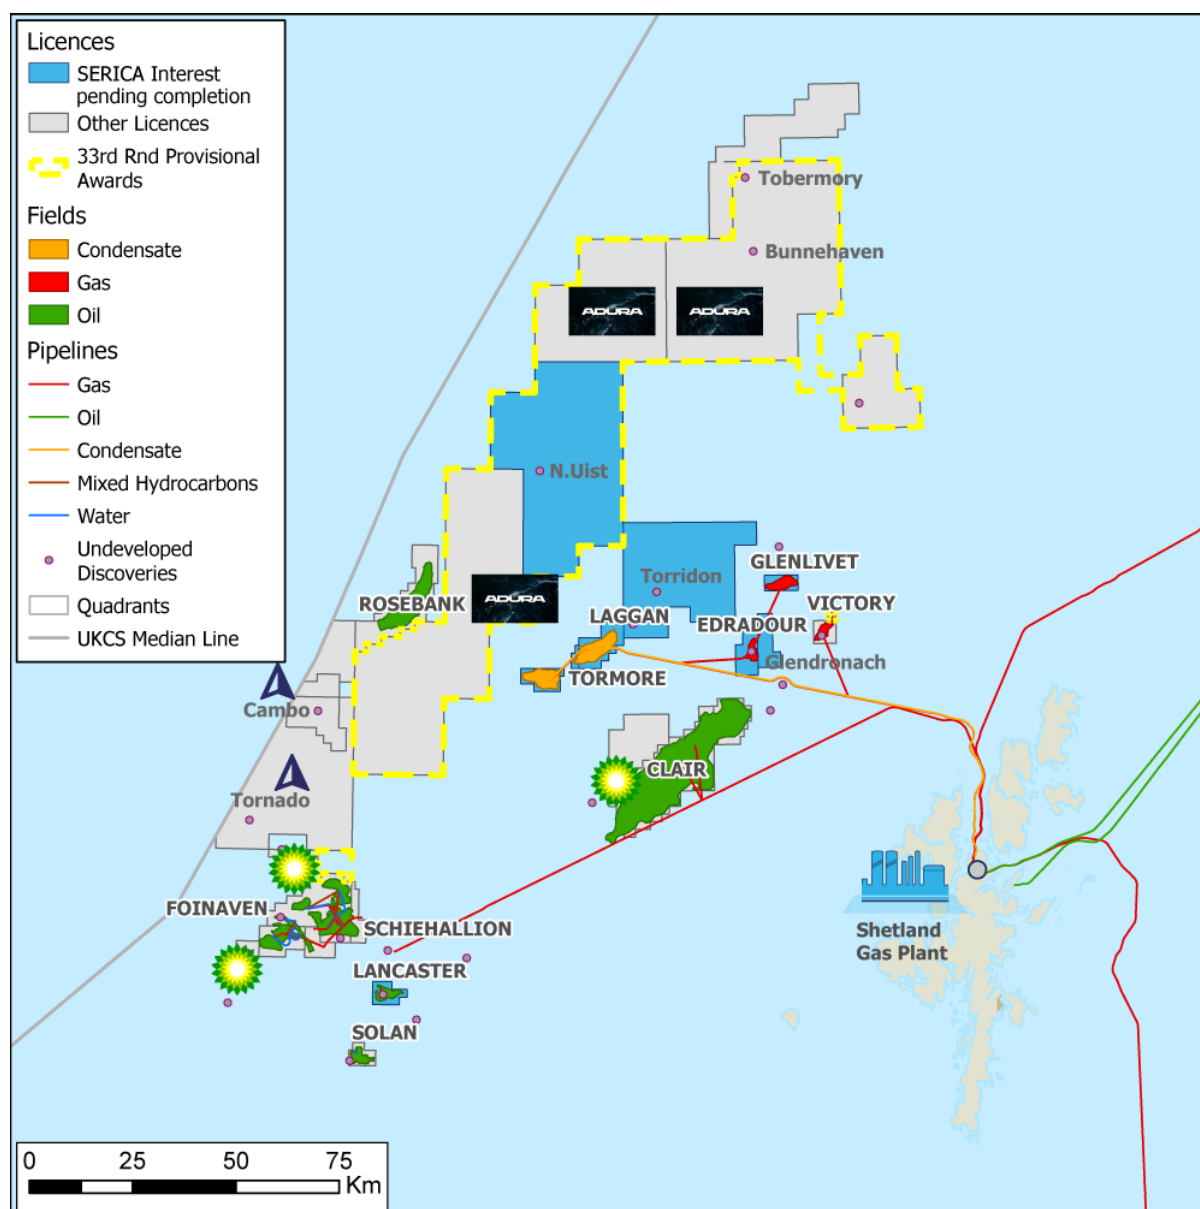 Licences
SERICA Interest
pending completion
Other Licences
33rd Rnd Provisional
Awards
Fields
Condensate
Gas
Oil
Pipelines
Gas
Oil
Condensate
Mixed Hydrocarbons
Water
Undeveloped
Discoveries
Quadrants
UKCS Median Line
Tobermory
Bunnehaven
ADURA
ADURA
N.Uist
GLENLIVET
Torridon
ROSEBANK
ADURA
VICTORY
LAGGAN
EDRADOUR
Glendronach
TORMORE
Cambo
CLAIR
Tornado
FOINAVEN
SCHIEHALLION
Shetland
Gas Plant
LANCASTER
SOLAN
0 25 50 75
Km